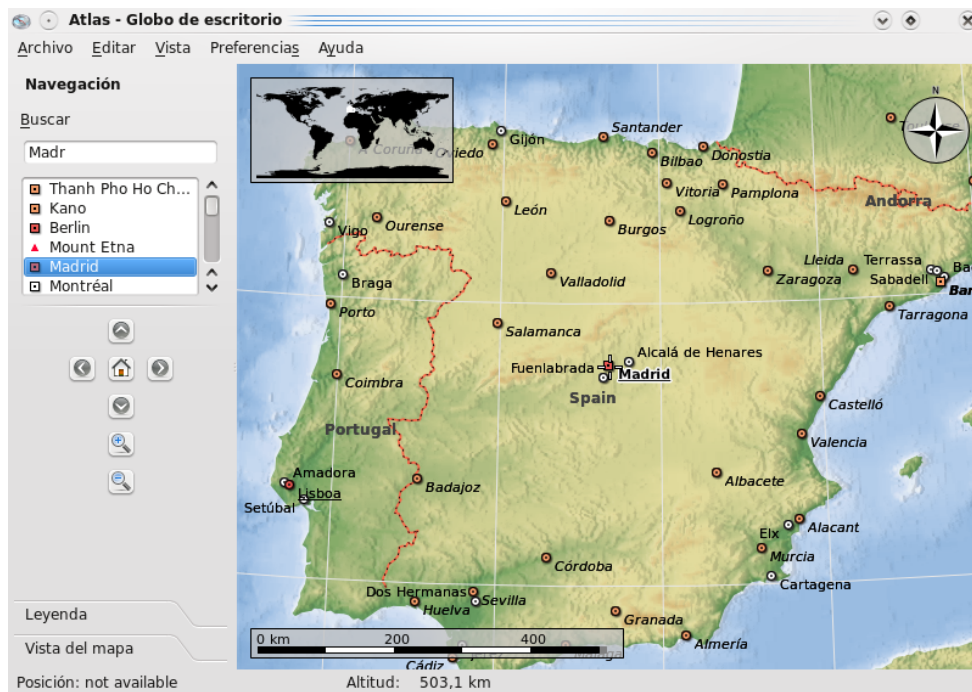 Atlas - Globo de escritorio
Archivo Editar Vista Preferencias Ayuda
Navegación
Buscar
Madr
Thanh Pho Ho Ch...
Kano
Berlin
Mount Etna
Madrid
Montréal
Leyenda
Vista del mapa
N
A Coruña
Oviedo
Gijón
Santander
Bilbao
Donostia
Vitoria
Pamplona
Andorra
León
Logroño
Burgos
Vigo
Ourense
Braga
Valladolid
Zaragoza
Lleida
Terrassa
Sabadell
Porto
Tarragona
Salamanca
Alcalá de Henares
Fuenlabrada
Madrid
Coimbra
Spain
Castelló
Portugal
Valencia
Amadora
Lisboa
Setúbal
Badajoz
Albacete
Elx
Alacant
Murcia
Córdoba
Cartagena
Dos Hermanas
Huelva
Sevilla
Granada
Almería
0 km 200 400
Cádiz
Posición: not available Altitud: 503,1 km